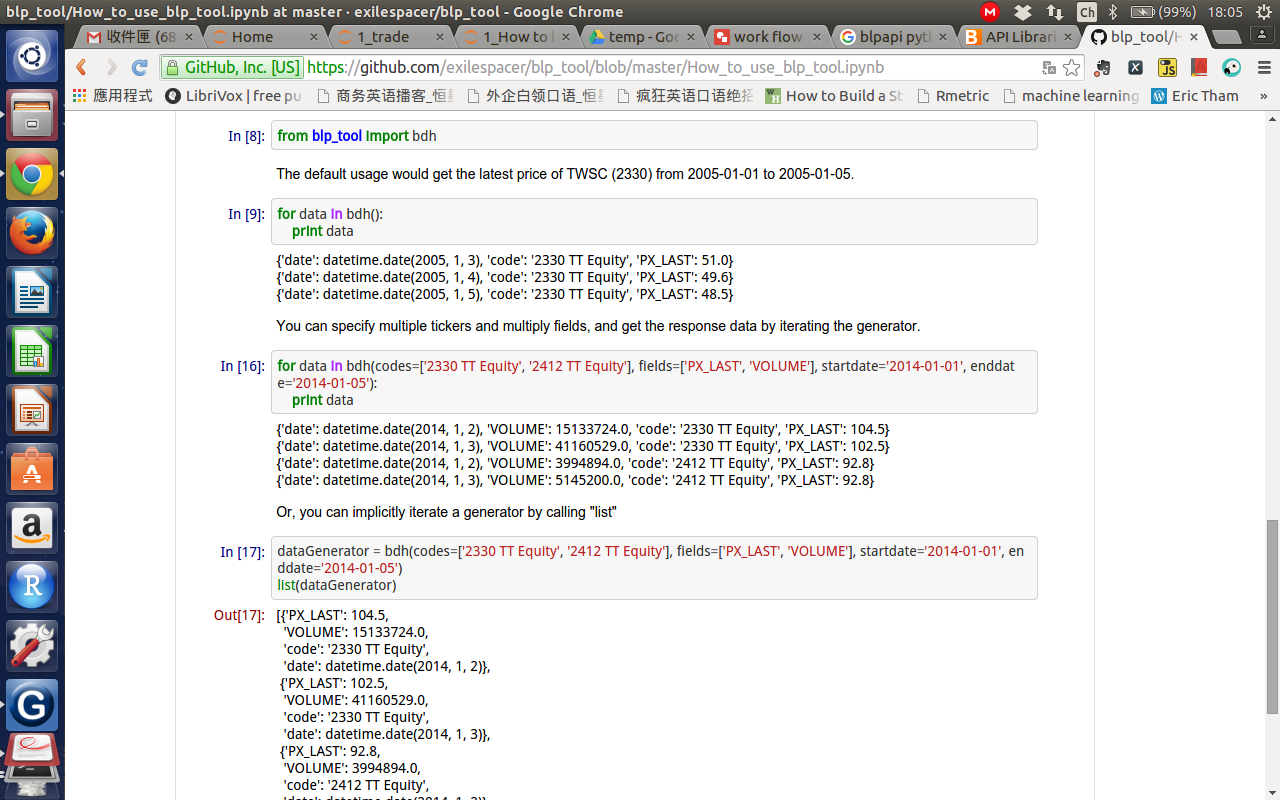 blp_tool/How_to_use_blp_tool.ipynb at master · exilespacer/blp_tool - Google Chrome
Ch
(99%)
18:05
收件匣 (68
Home
1_trade
1_How to
temp - Goo
work flow
blpapi pyt
API Librari
blp_tool/H
GitHub, Inc. [US]
https://github.com/exilespacer/blp_tool/blob/master/How_to_use_blp_tool.ipynb
應用程式
LibriVox | free pu
商务英语播客_恒
外企白领口语_恒
疯狂英语口语绝招
How to Build a St
Rmetric
machine learning
Eric Tham
»
In [8]:
from blp_tool import bdh
The default usage would get the latest price of TWSC (2330) from 2005-01-01 to 2005-01-05.
In [9]:
for data in bdh():
print data
{'date': datetime.date(2005, 1, 3), 'code': '2330 TT Equity', 'PX_LAST': 51.0}
{'date': datetime.date(2005, 1, 4), 'code': '2330 TT Equity', 'PX_LAST': 49.6}
{'date': datetime.date(2005, 1, 5), 'code': '2330 TT Equity', 'PX_LAST': 48.5}
You can specify multiple tickers and multiply fields, and get the response data by iterating the generator.
In [16]:
for data in bdh(codes=['2330 TT Equity', '2412 TT Equity'], fields=['PX_LAST', 'VOLUME'], startdate='2014-01-01', enddat
e='2014-01-05'):
print data
{'date': datetime.date(2014, 1, 2), 'VOLUME': 15133724.0, 'code': '2330 TT Equity', 'PX_LAST': 104.5}
{'date': datetime.date(2014, 1, 3), 'VOLUME': 41160529.0, 'code': '2330 TT Equity', 'PX_LAST': 102.5}
{'date': datetime.date(2014, 1, 2), 'VOLUME': 3994894.0, 'code': '2412 TT Equity', 'PX_LAST': 92.8}
{'date': datetime.date(2014, 1, 3), 'VOLUME': 5145200.0, 'code': '2412 TT Equity', 'PX_LAST': 92.8}
Or, you can implicitly iterate a generator by calling "list"
In [17]:
dataGenerator = bdh(codes=['2330 TT Equity', '2412 TT Equity'], fields=['PX_LAST', 'VOLUME'], startdate='2014-01-01', en
ddate='2014-01-05')
list(dataGenerator)
Out[17]:
[{'PX_LAST': 104.5,
'VOLUME': 15133724.0,
'code': '2330 TT Equity',
'date': datetime.date(2014, 1, 2)},
{'PX_LAST': 102.5,
'VOLUME': 41160529.0,
'code': '2330 TT Equity',
'date': datetime.date(2014, 1, 3)},
{'PX_LAST': 92.8,
'VOLUME': 3994894.0,
'code': '2412 TT Equity',
'date': datetime.date(2014, 1, 2)},